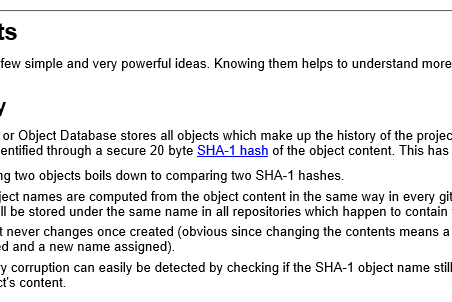 ts
few simple and very powerful ideas. Knowing them helps to understand more
y
or Object Database stores all objects which make up the history of the projec
entified through a secure 20 byte SHA-1 hash of the object content. This has
ng two objects boils down to comparing two SHA-1 hashes.
ject names are computed from the object content in the same way in every git
ll be stored under the same name in all repositories which happen to contain
t never changes once created (obvious since changing the contents means a
ed and a new name assigned).
ry corruption can easily be detected by checking if the SHA-1 object name still
ct's content.